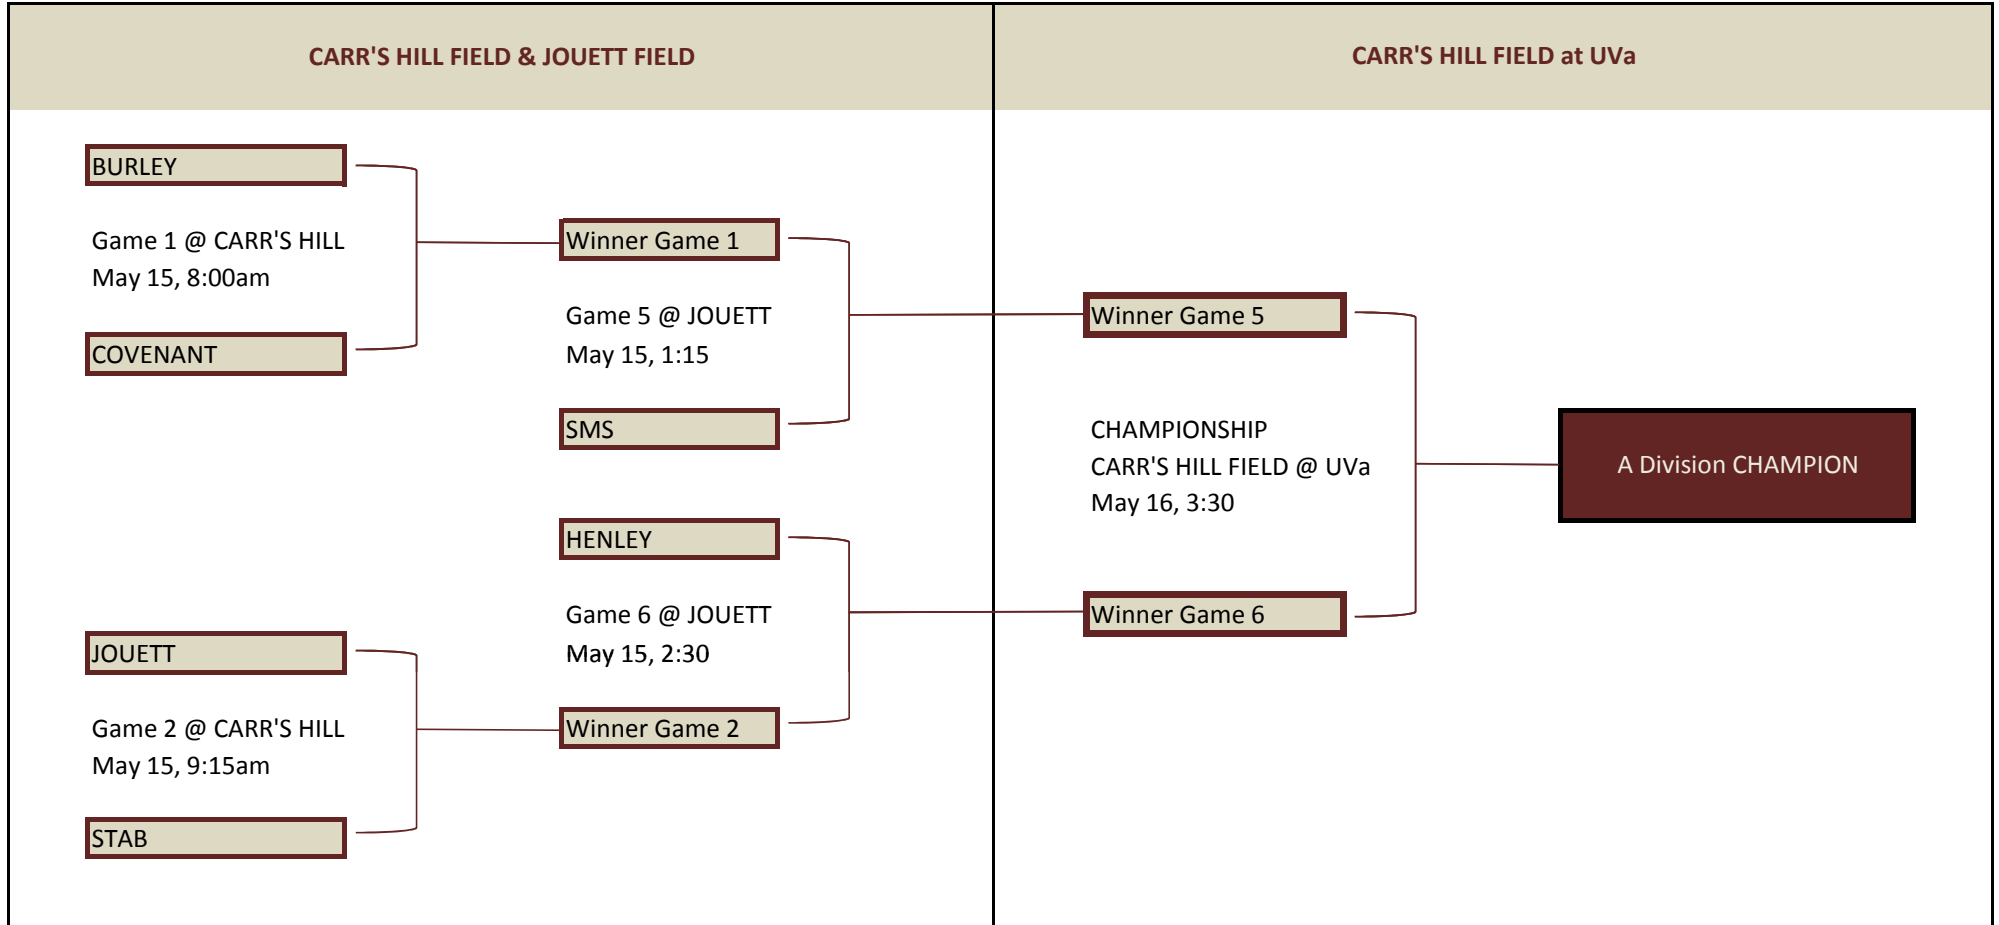 CARR'S HILL FIELD & JOUETT FIELD
CARR'S HILL FIELD at UVa
BURLEY
Game 1 @ CARR'S HILL
May 15, 8:00am
COVENANT
Winner Game 1
Game 5 @ JOUETT
May 15, 1:15
SMS
HENLEY
Game 6 @ JOUETT
May 15, 2:30
Winner Game 2
JOUETT
Game 2 @ CARR'S HILL
May 15, 9:15am
STAB
Winner Game 5
CHAMPIONSHIP
CARR'S HILL FIELD @ UVa
May 16, 3:30
Winner Game 6
A Division CHAMPION